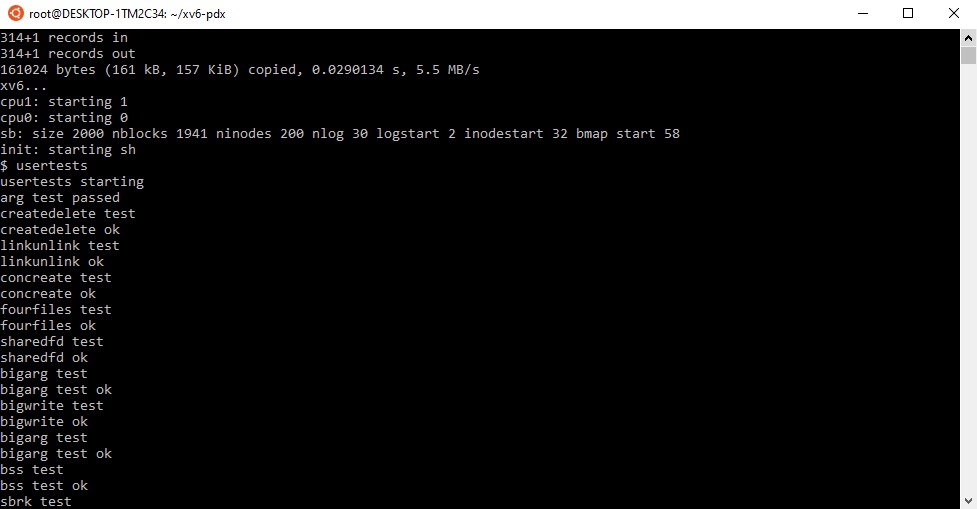 root@DESKTOP-1TM2C34: ~/xv6-pdx
314+1 records in
314+1 records out
161024 bytes (161 kB, 157 KiB) copied, 0.0290134 s, 5.5 MB/s
xv6...
cpu1: starting 1
cpu0: starting 0
sb: size 2000 nblocks 1941 ninodes 200 nlog 30 logstart 2 inodestart 32 bmap start 58
init: starting sh
$ usertests
usertests starting
arg test passed
createdelete test
createdelete ok
linkunlink test
linkunlink ok
concreate test
concreate ok
fourfiles test
fourfiles ok
sharedfd test
sharedfd ok
bigarg test
bigarg test ok
bigwrite test
bigwrite ok
bigarg test
bigarg test ok
bss test
bss test ok
sbrk test